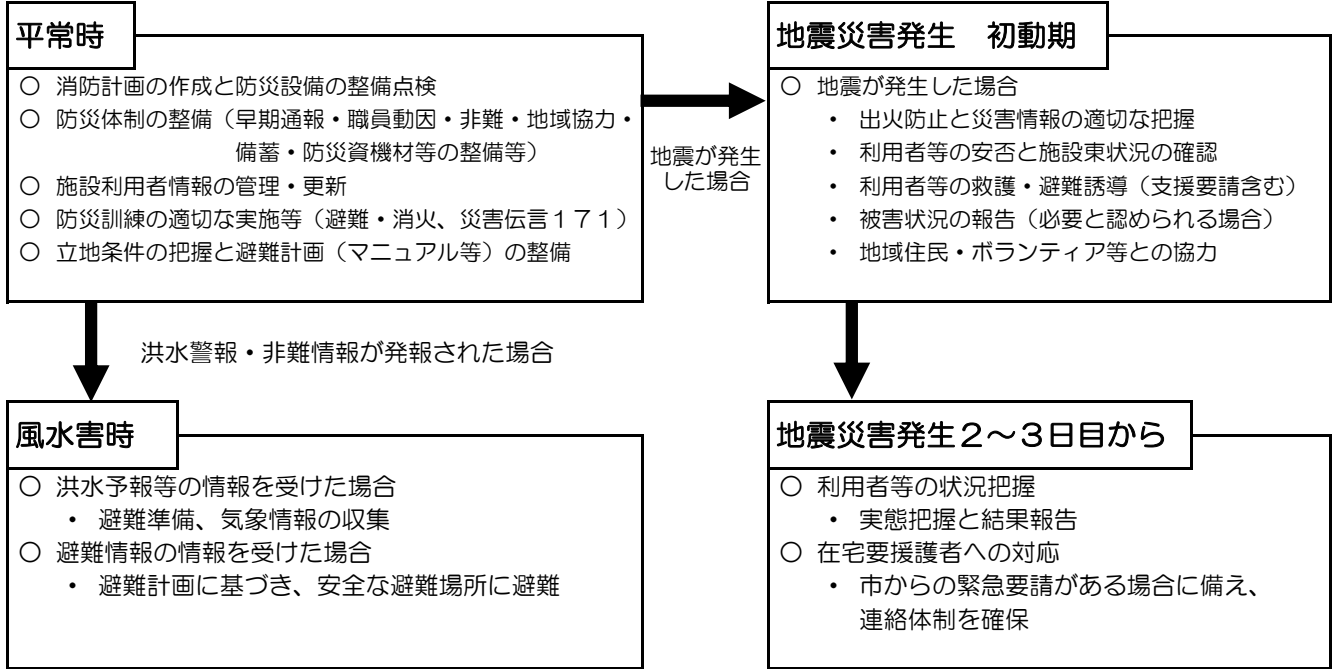 平常時
○ 消防計画の作成と防災設備の整備点検
○ 防災体制の整備（早期通報・職員動因・非難・地域協力・
備蓄・防災資機材等の整備等）
○ 施設利用者情報の管理・更新
○ 防災訓練の適切な実施等（避難・消火、災害伝言１７１）
○ 立地条件の把握と避難計画（マニュアル等）の整備
地震が発生
した場合
地震災害発生　初動期
○ 地震が発生した場合
・ 出火防止と災害情報の適切な把握
・ 利用者等の安否と施設東状況の確認
・ 利用者等の救護・避難誘導（支援要請含む）
・ 被害状況の報告（必要と認められる場合）
・ 地域住民・ボランティア等との協力
洪水警報・非難情報が発報された場合
風水害時
○ 洪水予報等の情報を受けた場合
・ 避難準備、気象情報の収集
○ 避難情報の情報を受けた場合
・ 避難計画に基づき、安全な避難場所に避難
地震災害発生２～３日目から
○ 利用者等の状況把握
・ 実態把握と結果報告
○ 在宅要援護者への対応
・ 市からの緊急要請がある場合に備え、
連絡体制を確保